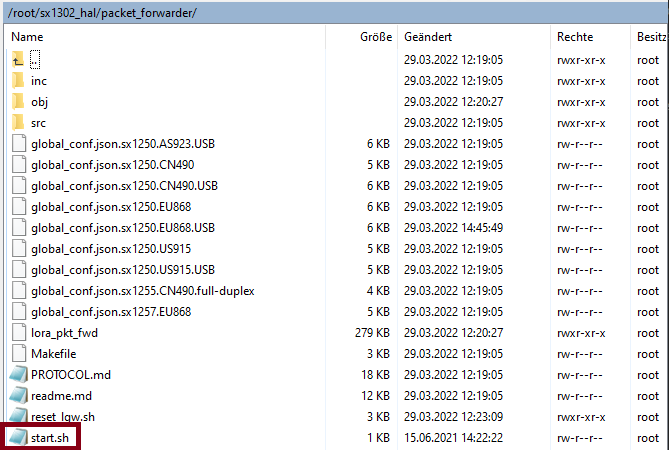 /root/sx1302_hal/packet_forwarder/
Name Größe Geändert Rechte Besitz
.. 29.03.2022 12:19:05 rwxr-xr-x root
inc 29.03.2022 12:19:05 rwxr-xr-x root
obj 29.03.2022 12:20:27 rwxr-xr-x root
src 29.03.2022 12:19:05 rwxr-xr-x root
global_conf.json.sx1250.AS923.USB 6 KB 29.03.2022 12:19:05 rw-r--r-- root
global_conf.json.sx1250.CN490 5 KB 29.03.2022 12:19:05 rw-r--r-- root
global_conf.json.sx1250.CN490.USB 6 KB 29.03.2022 12:19:05 rw-r--r-- root
global_conf.json.sx1250.EU868 6 KB 29.03.2022 12:19:05 rw-r--r-- root
global_conf.json.sx1250.EU868.USB 6 KB 29.03.2022 14:45:49 rw-r--r-- root
global_conf.json.sx1250.US915 5 KB 29.03.2022 12:19:05 rw-r--r-- root
global_conf.json.sx1250.US915.USB 5 KB 29.03.2022 12:19:05 rw-r--r-- root
global_conf.json.sx1255.CN490.full-duplex 4 KB 29.03.2022 12:19:05 rw-r--r-- root
global_conf.json.sx1257.EU868 5 KB 29.03.2022 12:19:05 rw-r--r-- root
lora_pkt_fwd 279 KB 29.03.2022 12:20:27 rwxr-xr-x root
Makefile 3 KB 29.03.2022 12:19:05 rw-r--r-- root
PROTOCOL.md 18 KB 29.03.2022 12:19:05 rw-r--r-- root
readme.md 12 KB 29.03.2022 12:19:05 rw-r--r-- root
reset_lgw.sh 3 KB 29.03.2022 12:23:09 rwxr-xr-x root
start.sh 1 KB 15.06.2021 14:22:22 rwxr-xr-x root